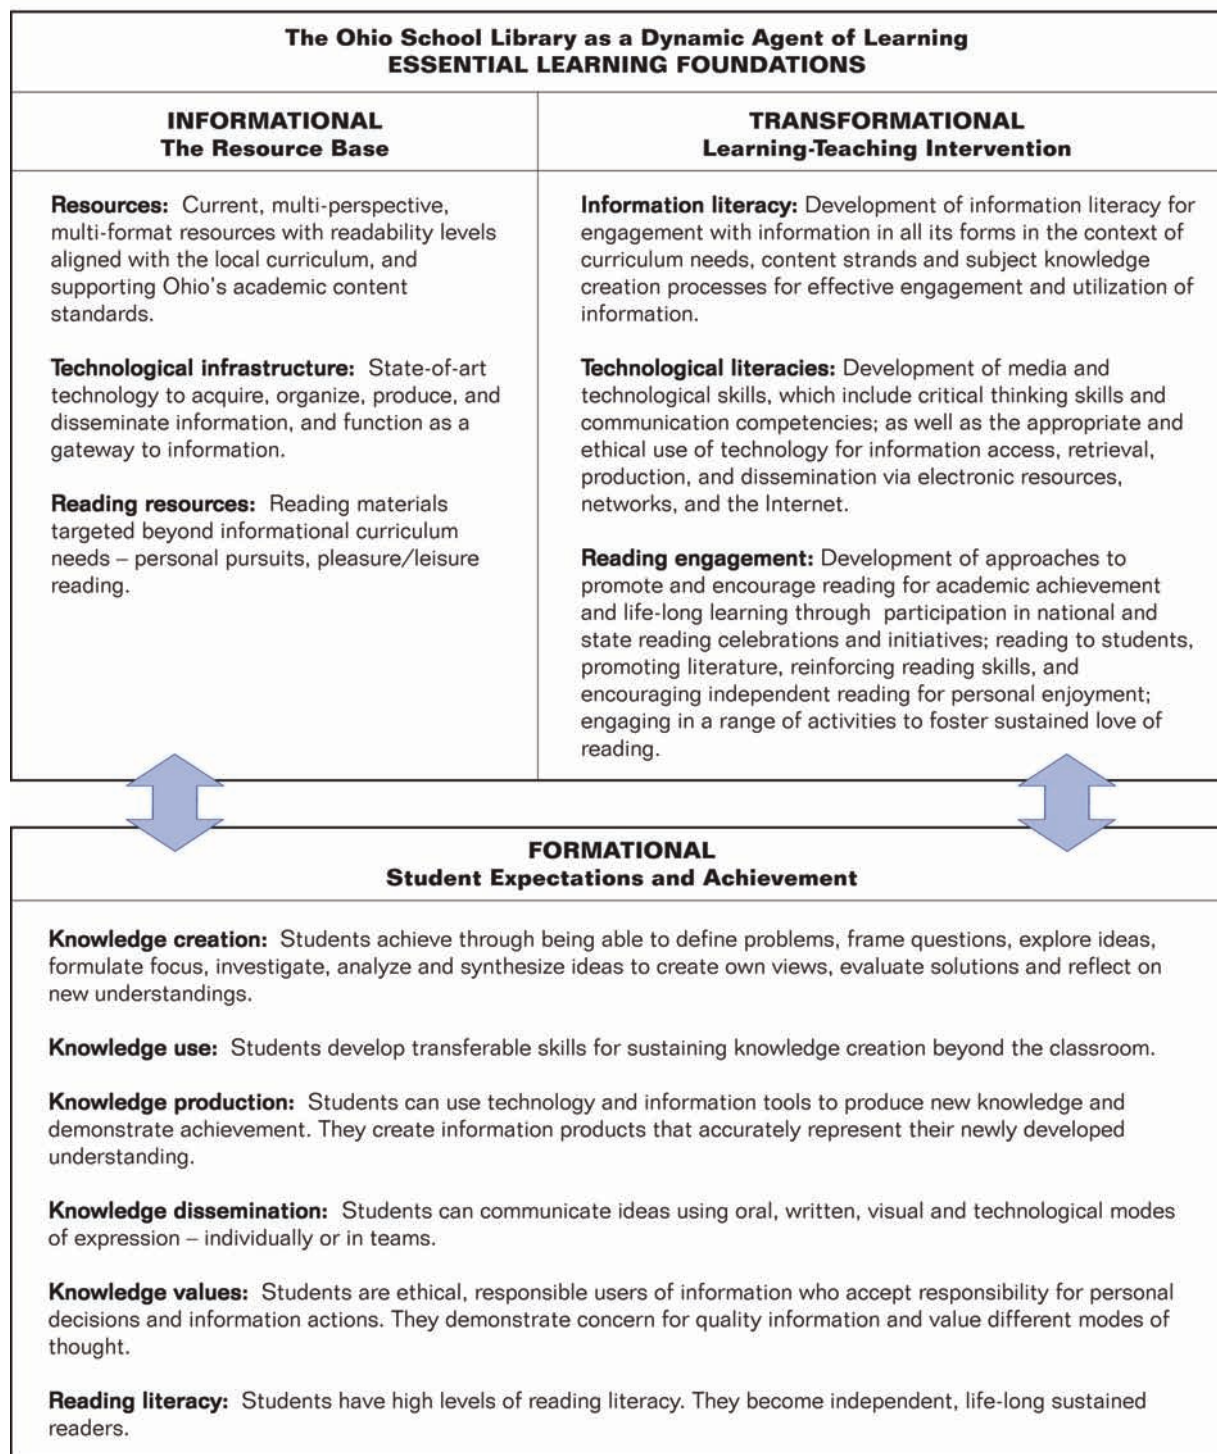 The Ohio School Library as a Dynamic Agent of Learning
ESSENTIAL LEARNING FOUNDATIONS
INFORMATIONAL
The Resource Base
Resources: Current, multi-perspective,
multi-format resources with readability levels
aligned with the local curriculum, and
supporting Ohio's academic content
standards.
Technological infrastructure: State-of-art
technology to acquire, organize, produce, and
disseminate information, and function as a
gateway to information.
Reading resources: Reading materials
targeted beyond informational curriculum
needs – personal pursuits, pleasure/leisure
reading.
TRANSFORMATIONAL
Learning-Teaching Intervention
Information literacy: Development of information literacy for
engagement with information in all its forms in the context of
curriculum needs, content strands and subject knowledge
creation processes for effective engagement and utilization of
information.
Technological literacies: Development of media and
technological skills, which include critical thinking skills and
communication competencies; as well as the appropriate and
ethical use of technology for information access, retrieval,
production, and dissemination via electronic resources,
networks, and the Internet.
Reading engagement: Development of approaches to
promote and encourage reading for academic achievement
and life-long learning through participation in national and
state reading celebrations and initiatives; reading to students,
promoting literature, reinforcing reading skills, and
encouraging independent reading for personal enjoyment;
engaging in a range of activities to foster sustained love of
reading.
FORMATIONAL
Student Expectations and Achievement
Knowledge creation: Students achieve through being able to define problems, frame questions, explore ideas,
formulate focus, investigate, analyze and synthesize ideas to create own views, evaluate solutions and reflect on
new understandings.
Knowledge use: Students develop transferable skills for sustaining knowledge creation beyond the classroom.
Knowledge production: Students can use technology and information tools to produce new knowledge and
demonstrate achievement. They create information products that accurately represent their newly developed
understanding.
Knowledge dissemination: Students can communicate ideas using oral, written, visual and technological modes
of expression – individually or in teams.
Knowledge values: Students are ethical, responsible users of information who accept responsibility for personal
decisions and information actions. They demonstrate concern for quality information and value different modes of
thought.
Reading literacy: Students have high levels of reading literacy. They become independent, life-long sustained
readers.